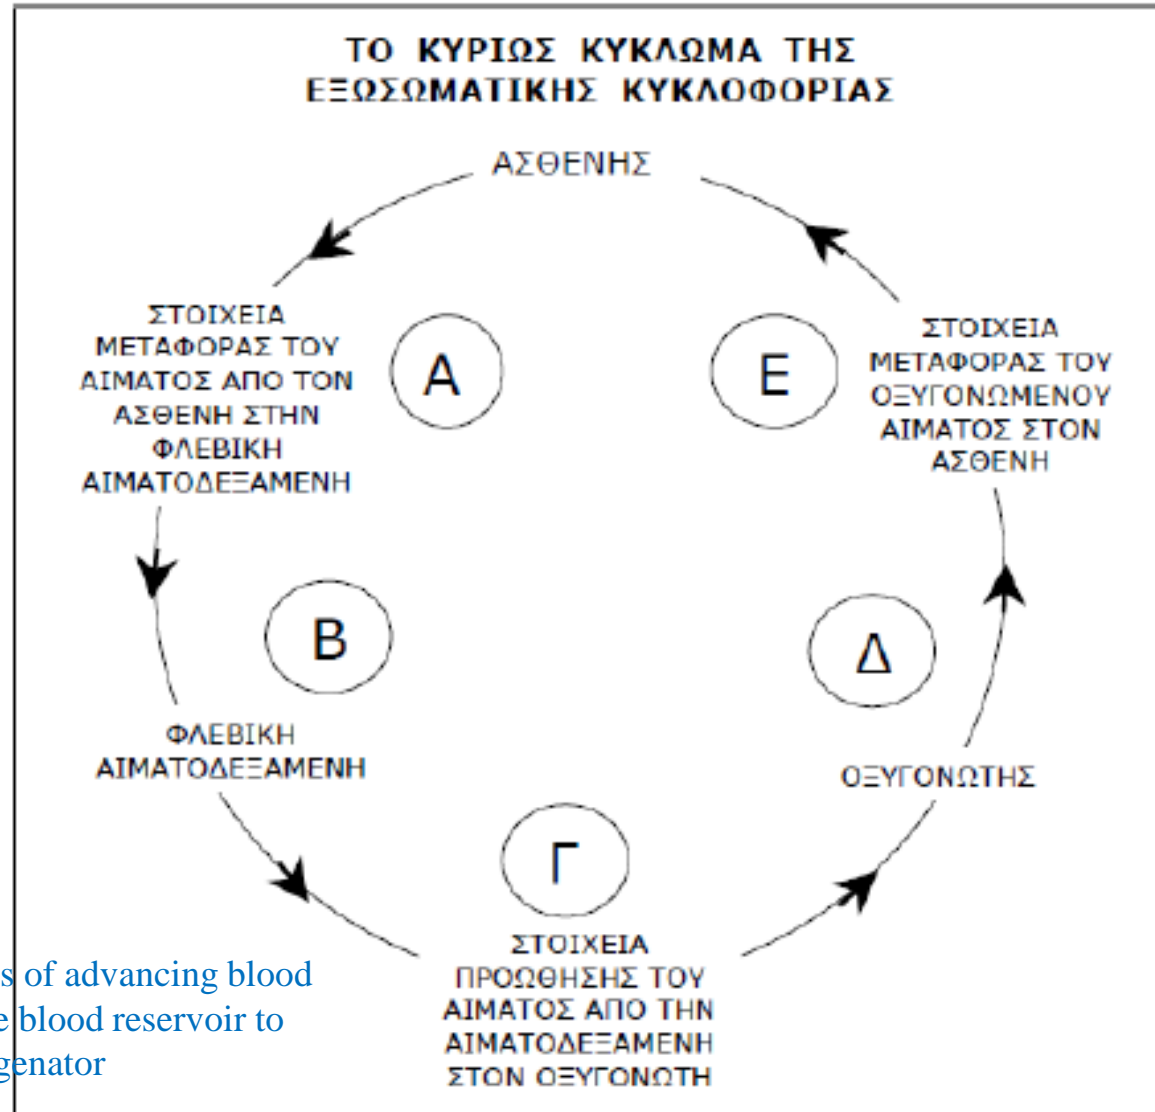 ΤΟ ΚΥΡΙΩΣ ΚΥΚΛΩΜΑ ΤΗΣ
ΕΞΩΣΩΜΑΤΙΚΗΣ ΚΥΚΛΟΦΟΡΙΑΣ
ΑΣΘΕΝΗΣ
ΣΤΟΙΧΕΙΑ
ΜΕΤΑΦΟΡΑΣ ΤΟΥ
ΑΙΜΑΤΟΣ ΑΠΟ ΤΟΝ
ΑΣΘΕΝΗ ΣΤΗΝ
ΦΛΕΒΙΚΗ
ΑΙΜΑΤΟΔΕΞΑΜΕΝΗ
Α
Ε
ΣΤΟΙΧΕΙΑ
ΜΕΤΑΦΟΡΑΣ ΤΟΥ
ΟΞΥΓΟΝΩΜΕΝΟΥ
ΑΙΜΑΤΟΣ ΣΤΟΝ
ΑΣΘΕΝΗ
Β
Δ
ΦΛΕΒΙΚΗ
ΑΙΜΑΤΟΔΕΞΑΜΕΝΗ
ΟΞΥΓΟΝΩΤΗΣ
Γ
ΣΤΟΙΧΕΙΑ
ΠΡΟΩΘΗΣΗΣ ΤΟΥ
ΑΙΜΑΤΟΣ ΑΠΟ ΤΗΝ
ΑΙΜΑΤΟΔΕΞΑΜΕΝΗ
ΣΤΟΝ ΟΞΥΓΟΝΩΤΗ
of advancing blood
blood reservoir to